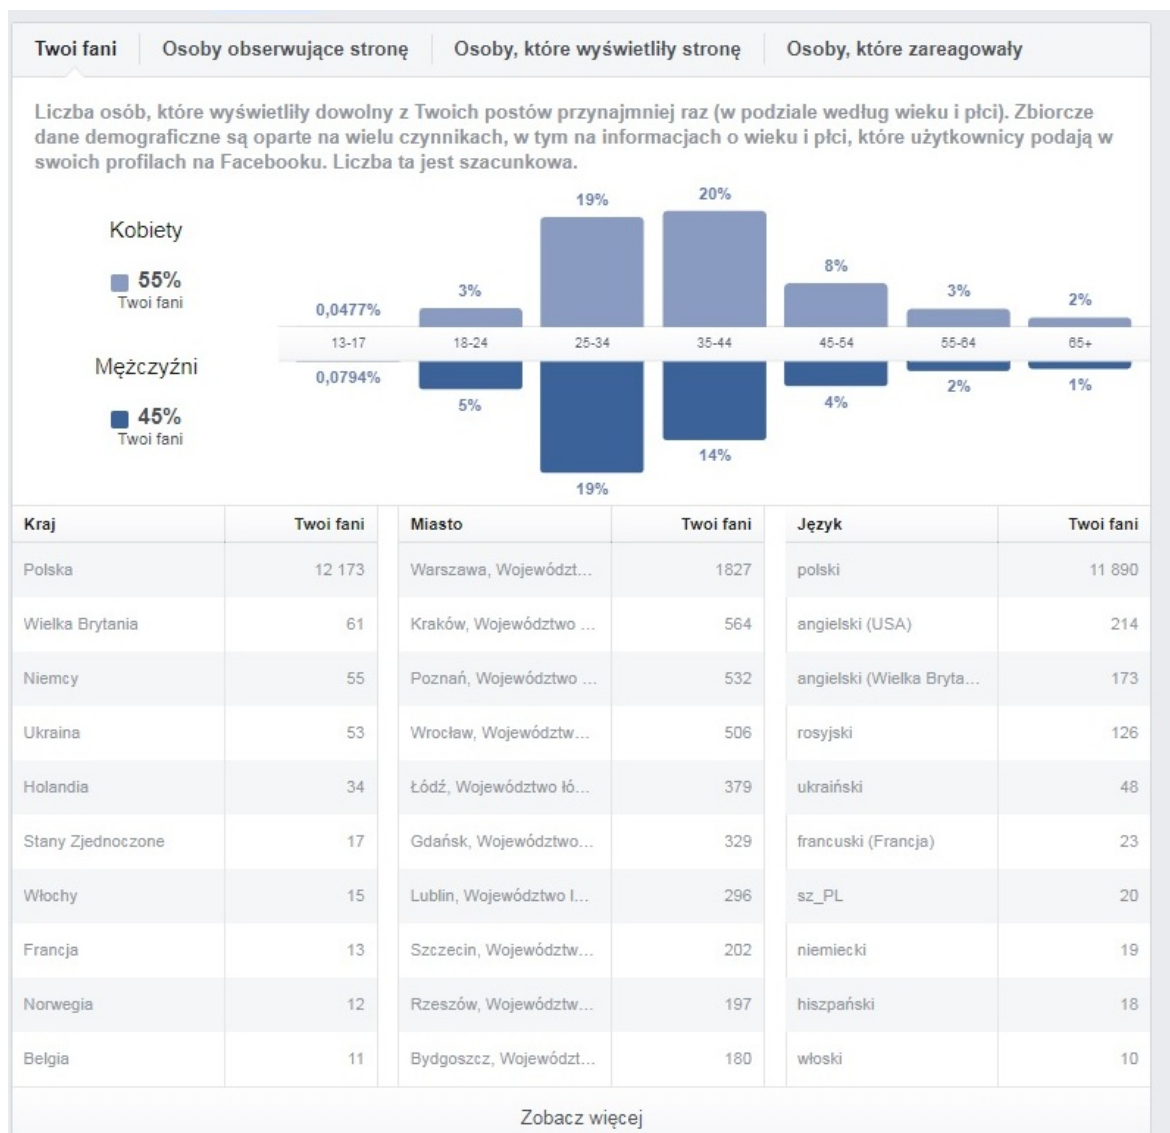 Twoi fani Osoby obserwujące stronę Osoby, które wyświetliły stronę Osoby, które zareagowały
Liczba osób, które wyświetliły dowolny z Twoich postów przynajmniej raz (w podziale według wieku i płci). Zbiorcze
dane demograficzne są oparte na wielu czynnikach, w tym na informacjach o wieku i płci, które użytkownicy podają w
swoich profilach na Facebooku. Liczba ta jest szacunkowa.
Kobiety
55%
Twoi fani
0,0477% 3% 19% 20% 8% 3% 2%
13-17 18-24 25-34 35-44 45-54 55-64 65+
Mężczyźni
45%
Twoi fani
0,0794% 5% 19% 14% 4% 2% 1%
Kraj Twoi fani Miasto Twoi fani Język Twoi fani
Polska 12 173 Warszawa, Województ... 1827 polski 11 890
Wielka Brytania 61 Kraków, Województwo ... 564 angielski (USA) 214
Niemcy 55 Poznań, Województwo ... 532 angielski (Wielka Bryta... 173
Ukraina 53 Wrocław, Województw... 506 rosyjski 126
Holandia 34 Łódź, Województwo łó... 379 ukraiński 48
Stany Zjednoczone 17 Gdańsk, Województwo... 329 francuski (Francja) 23
Włochy 15 Lublin, Województwo l... 296 sz_PL 20
Francja 13 Szczecin, Województw... 202 niemiecki 19
Norwegia 12 Rzeszów, Województw... 197 hiszpański 18
Belgia 11 Bydgoszcz, Województ... 180 włoski 10
Zobacz więcej